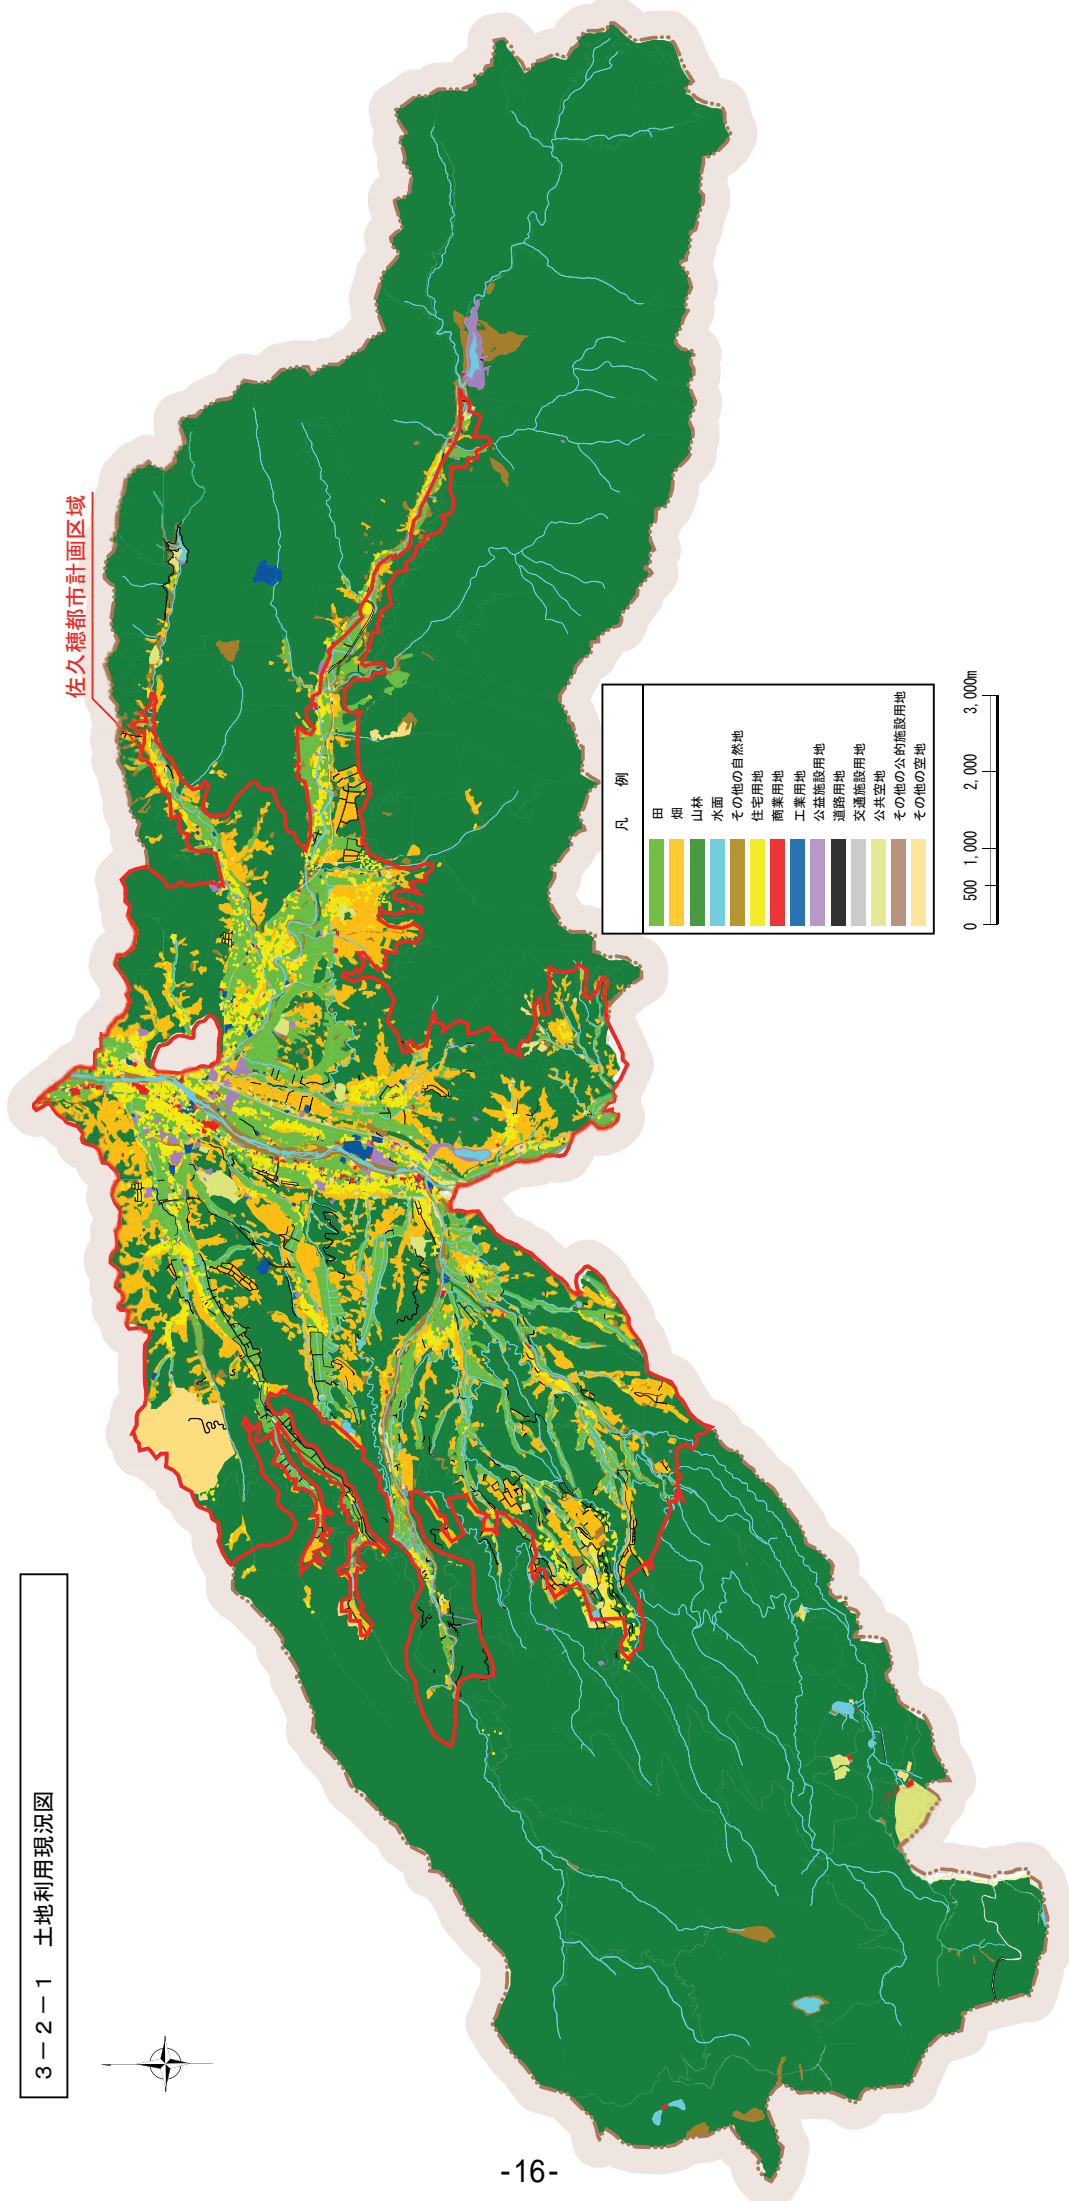 3－2－1　土地利用現況図
佐久穂都市計画区域
凡　例
田
畑
山林
水面
その他の自然地
住宅用地
商業用地
工業用地
公益施設用地
道路用地
交通施設用地
公共空地
その他の公的施設用地
その他の空地
0 500 1,000 2,000 3,000m
-16-